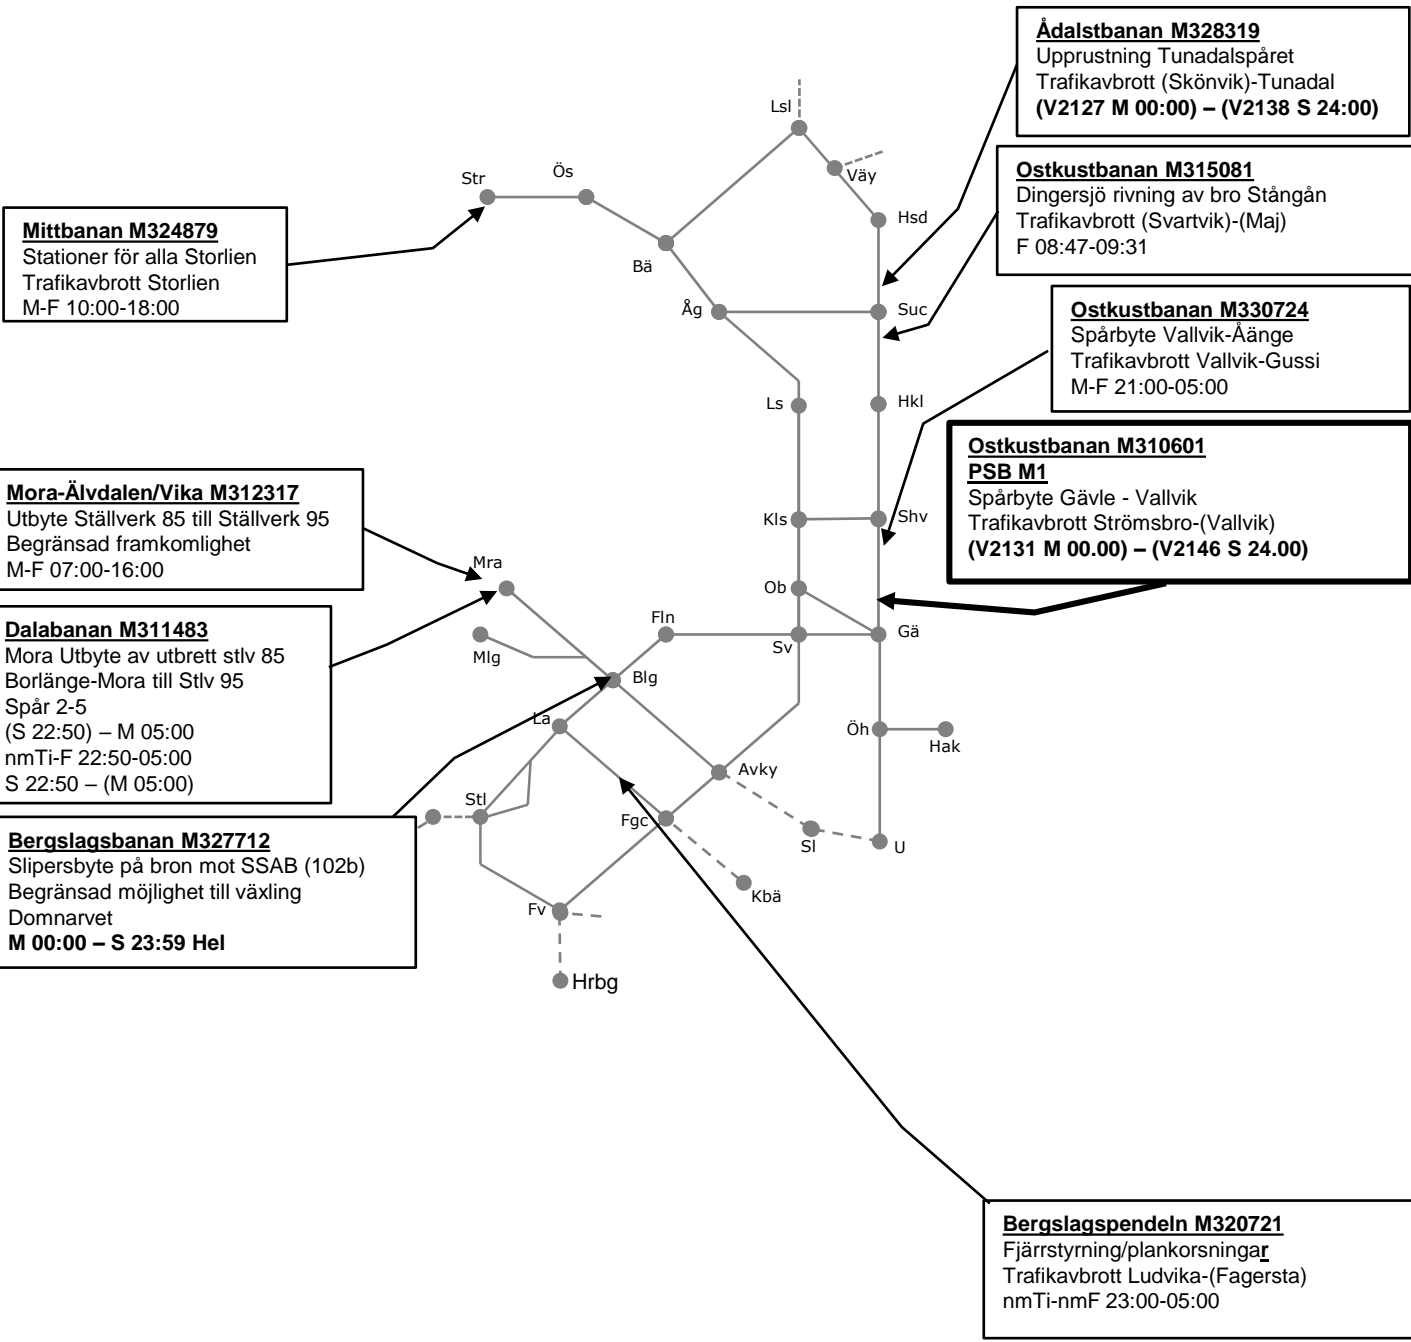 Ådalstbanan M328319
Upprustning Tunadalspåret
Trafikavbrott (Skönvik)-Tunadal
(V2127 M 00:00) – (V2138 S 24:00)
Ostkustbanan M315081
Dingersjö rivning av bro Stångån
Trafikavbrott (Svartvik)-(Maj)
F 08:47-09:31
Mittbanan M324879
Stationer för alla Storlien
Trafikavbrott Storlien
M-F 10:00-18:00
Ostkustbanan M330724
Spårbyte Vallvik-Åänge
Trafikavbrott Vallvik-Gussi
M-F 21:00-05:00
Ostkustbanan M310601
PSB M1
Spårbyte Gävle - Vallvik
Trafikavbrott Strömsbro-(Vallvik)
(V2131 M 00.00) – (V2146 S 24.00)
Mora-Älvdalen/Vika M312317
Utbyte Ställverk 85 till Ställverk 95
Begränsad framkomlighet
M-F 07:00-16:00
Dalabanan M311483
Mora Utbyte av utbrett stlv 85
Borlänge-Mora till Stlv 95
Spår 2-5
(S 22:50) – M 05:00
nmTi-F 22:50-05:00
S 22:50 – (M 05:00)
Bergslagsbanan M327712
Slipersbyte på bron mot SSAB (102b)
Begränsad möjlighet till växling
Domnarvet
M 00:00 – S 23:59 Hel
Bergslagspendeln M320721
Fjärrstyrning/plankorsningar
Trafikavbrott Ludvika-(Fagersta)
nmTi-nmF 23:00-05:00
Lsl
Väy
Str
Ös
Hsd
Bä
Åg
Suc
Ls
Hkl
Kls
Shv
Mra
Ob
Fln
Gä
Sv
Mlg
Blg
La
Öh
Hak
Avky
Stl
Fgc
Sl
U
Kbä
Fv
Hrbg